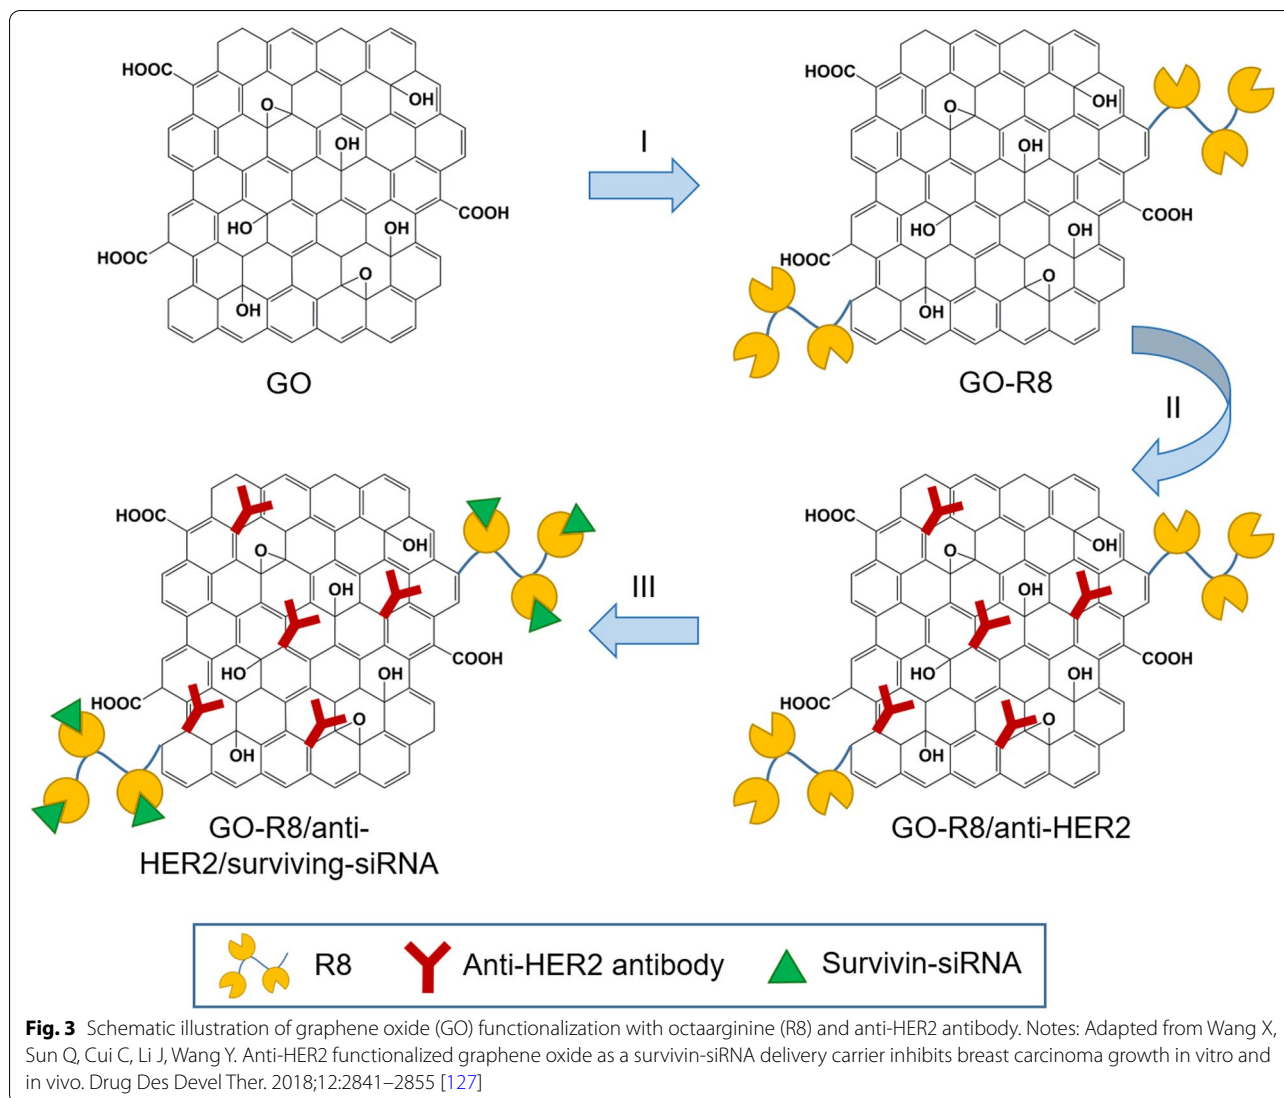 HOOC
OH
O
OH
COOH
HO
OH
HOOC
O
OH
GO
I
HOOC
OH
O
OH
COOH
HO
OH
HOOC
O
OH
GO-R8
II
HOOC
OH
O
OH
COOH
HO
OH
HOOC
O
OH
GO-R8/anti-HER2
III
HOOC
OH
O
OH
COOH
HO
OH
HOOC
O
OH
GO-R8/anti-
HER2/surviving-siRNA
R8
Anti-HER2 antibody
Survivin-siRNA
Fig. 3 Schematic illustration of graphene oxide (GO) functionalization with octaarginine (R8) and anti-HER2 antibody. Notes: Adapted from Wang X,
Sun Q, Cui C, Li J, Wang Y. Anti-HER2 functionalized graphene oxide as a survivin-siRNA delivery carrier inhibits breast carcinoma growth in vitro and
in vivo. Drug Des Devel Ther. 2018;12:2841–2855 [127]